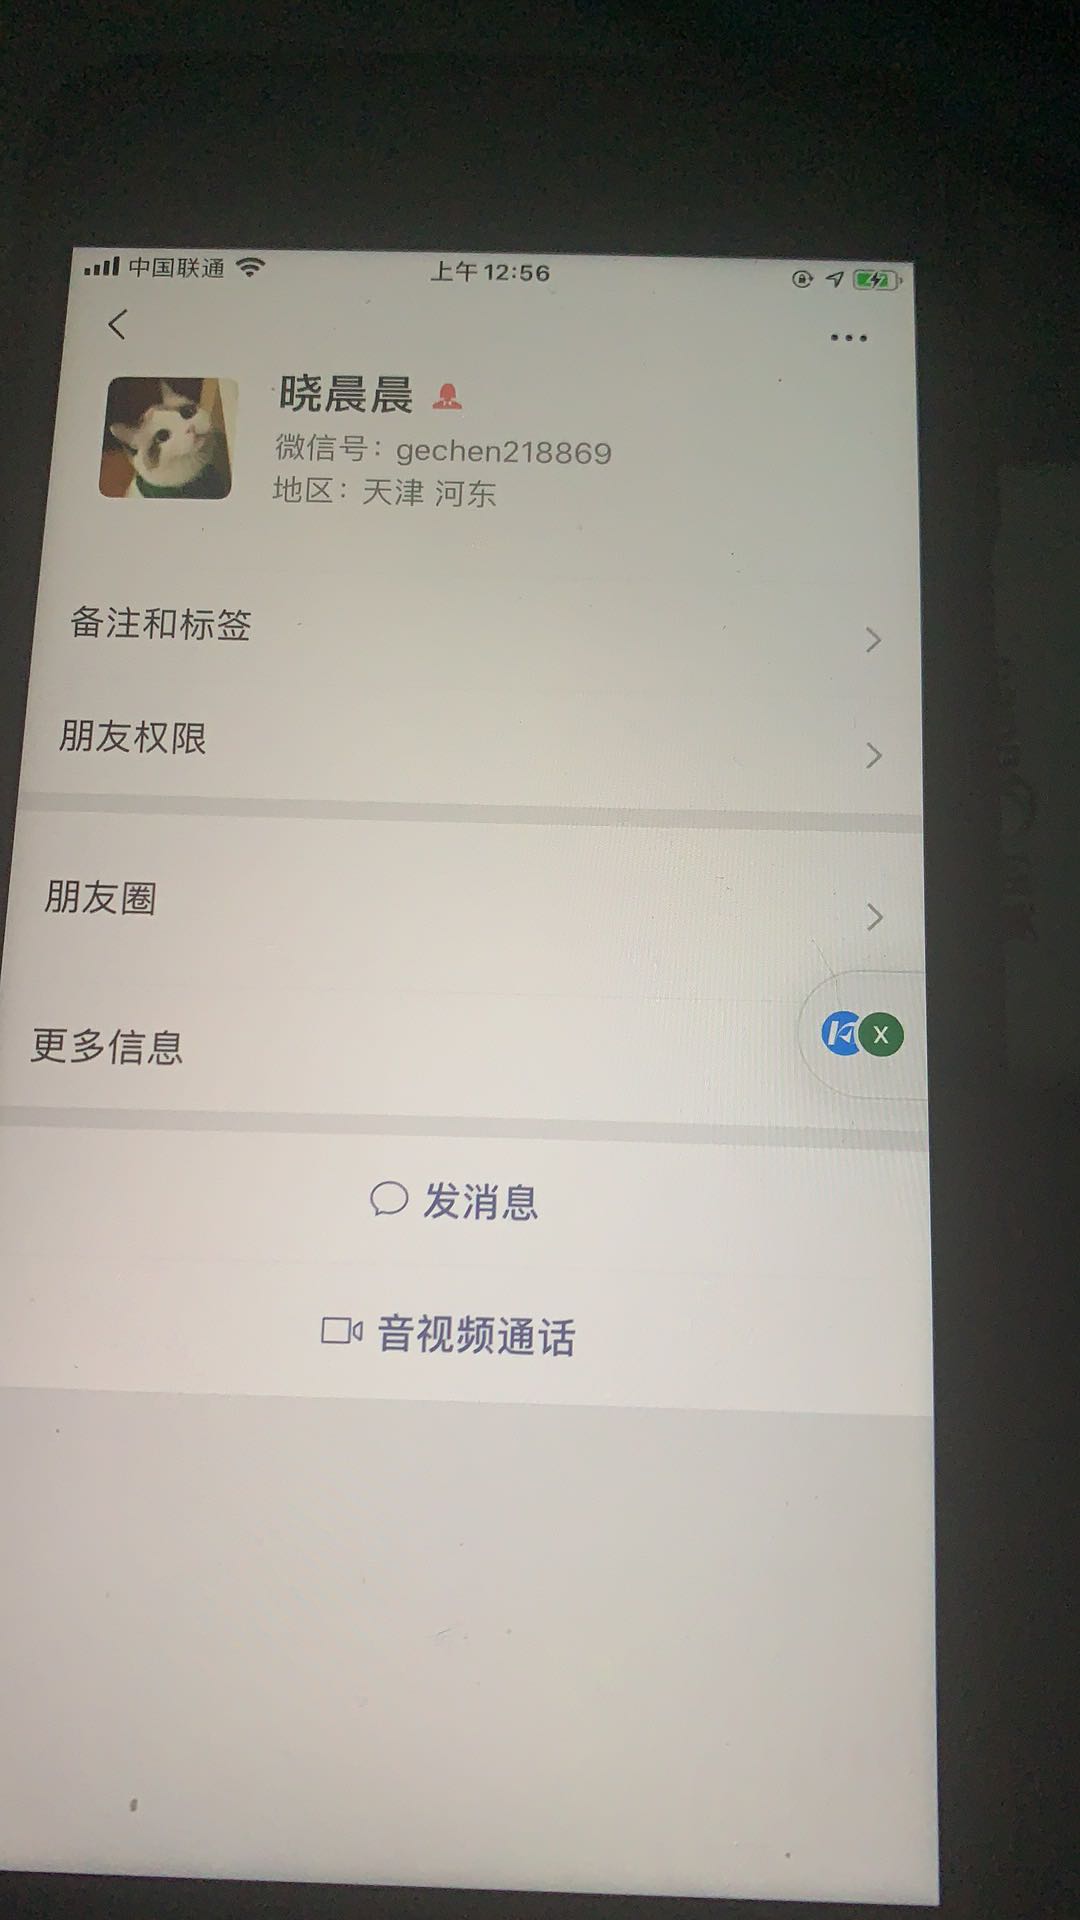 中国联通 上午12:56
晓晨晨
微信号：gechen218869
地区：天津 河东
备注和标签
朋友权限
朋友圈
更多信息
X
发消息
音视频通话